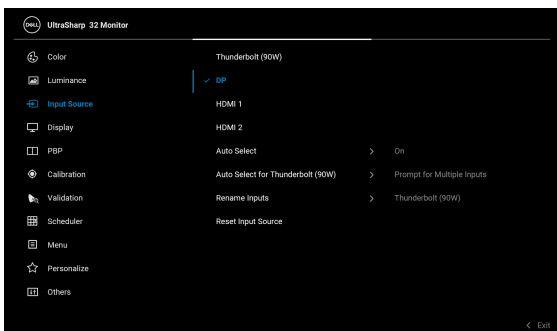 DELL UltraSharp 32 Monitor
Color
Luminance
Input Source
Display
PBP
Calibration
Validation
Scheduler
Menu
Personalize
Others
Thunderbolt (90W)
DP
HDMI 1
HDMI 2
Auto Select > On
Auto Select for Thunderbolt (90W) > Prompt for Multiple Inputs
Rename Inputs > Thunderbolt (90W)
Reset Input Source
< Exit